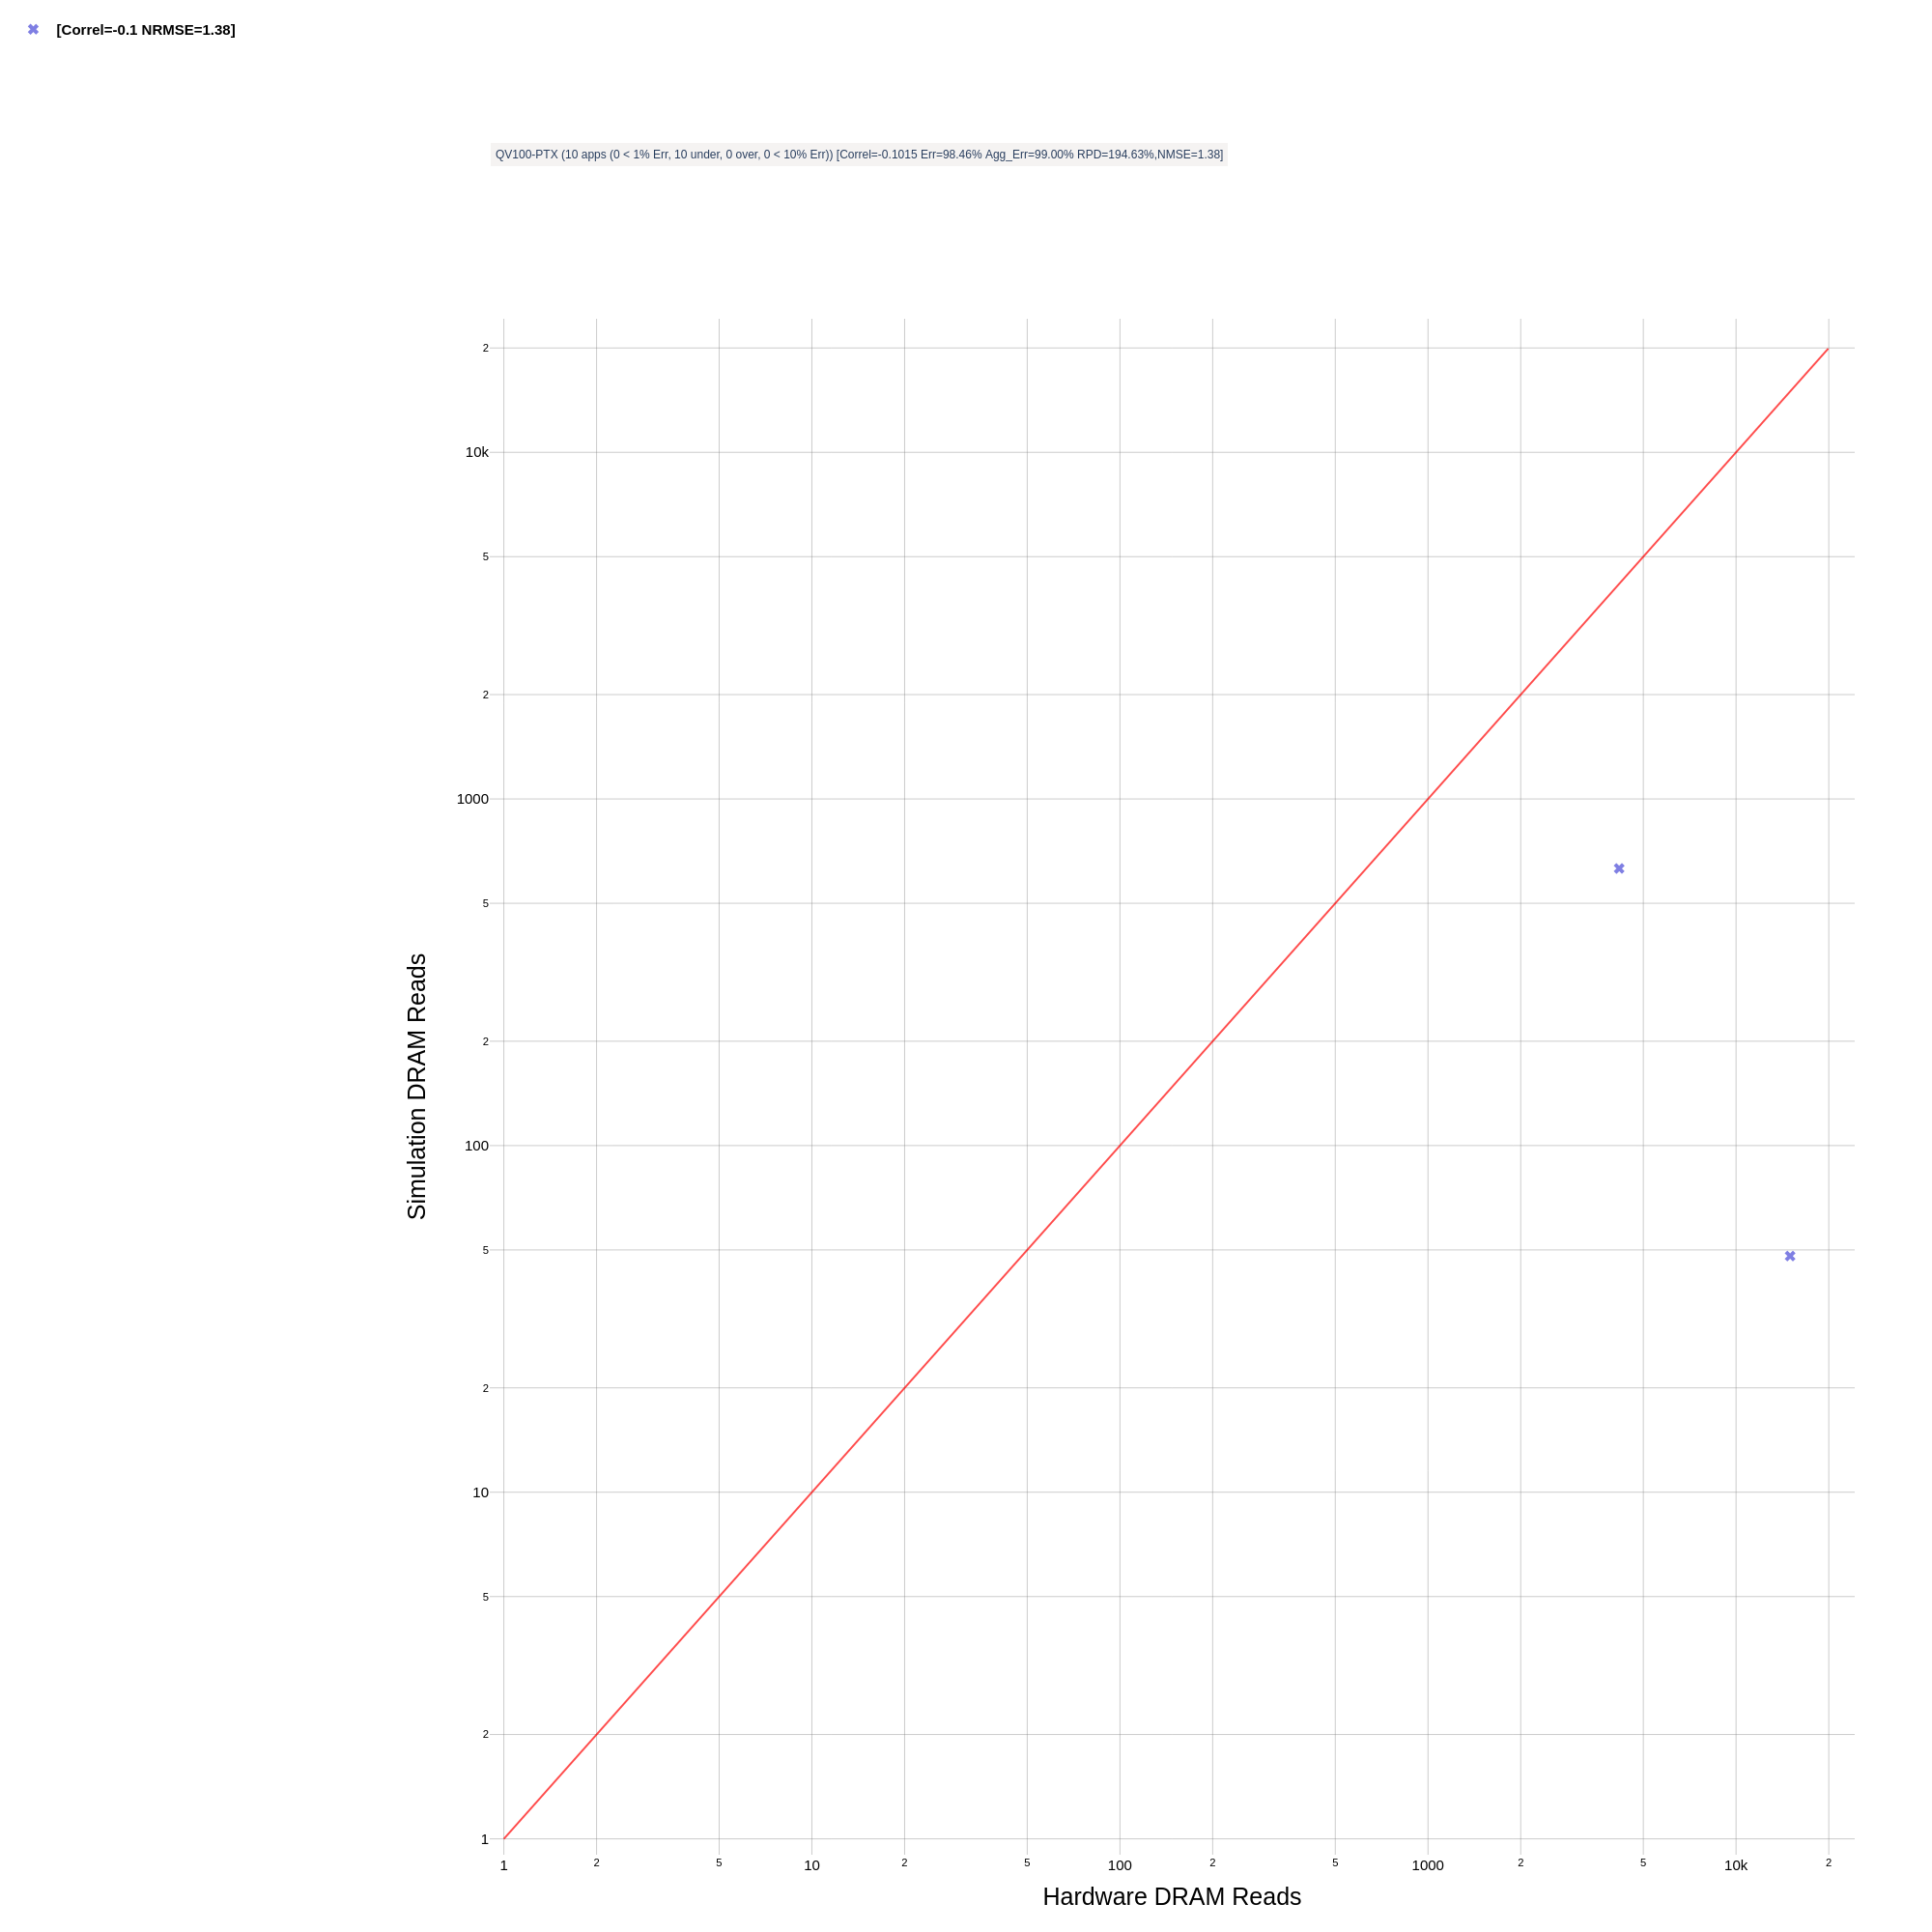 [Correl=-0.1 NRMSE=1.38]
QV100-PTX (10 apps (0 < 1% Err, 10 under, 0 over, 0 < 10% Err)) [Correl=-0.1015 Err=98.46% Agg_Err=99.00% RPD=194.63%,NMSE=1.38]
2
10k
5
2
1000
5
2
100
5
2
10
5
2
1
Simulation DRAM Reads
1 2 5 10 2 5 100 2 5 1000 2 5 10k 2
Hardware DRAM Reads